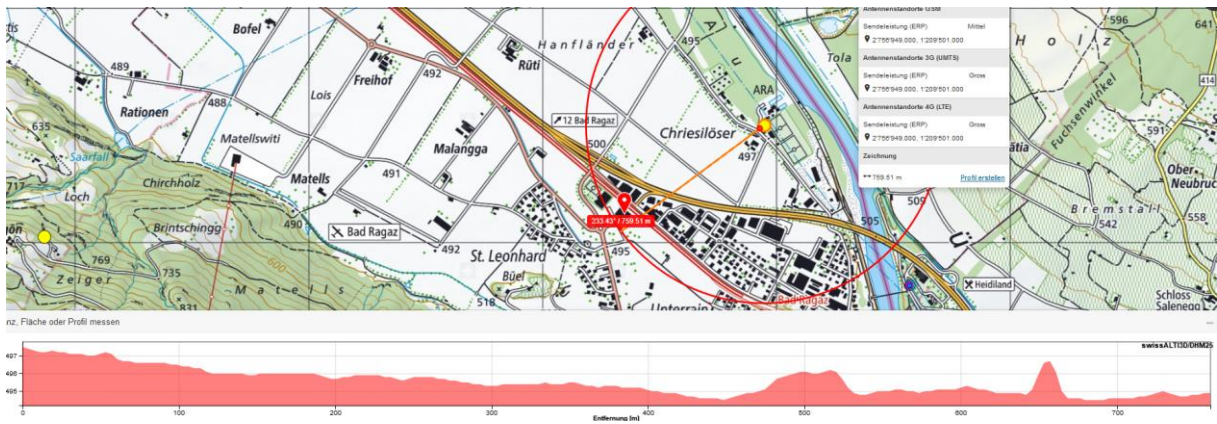 Bofel
489
Rationen
488
635
Saarfall
717
Loch
Chirchholz
Matellswiti
Brintschingg
769
Zeiger
735
831
600
Matells
Lois
Freihof
492
Matells
490
491
Malangga
Bad Ragaz
492
St. Leonhard
Büel
518
Hanfländer
Rüti
12 Bad Ragaz
500
495
Chriesilöser
497
ARA
A
u
Tola
233.43° / 759.51 m
495
Unterrain
Bad Ragaz
505
509
Heidiland
Ü
Antennenstandorte GSM
Sendeleistung (ERP) Mittel
2'756'949.000, 1'209'501.000
Antennenstandorte 3G (UMTS)
Sendeleistung (ERP) Gross
2'756'949.000, 1'209'501.000
Antennenstandorte 4G (LTE)
Sendeleistung (ERP) Gross
2'756'949.000, 1'209'501.000
Zeichnung
759.51 m Profil erstellen
596
641
Holz
414
Fuchsenwirkel
591
Ober-
Neubruc
Bremstall
558
542
Schloss
Salenegg
nz, Fläche oder Profil messen
swissALTI3D/DHM25
497
496
495
0 100 200 300 400 500 600 700
Entfernung [m]